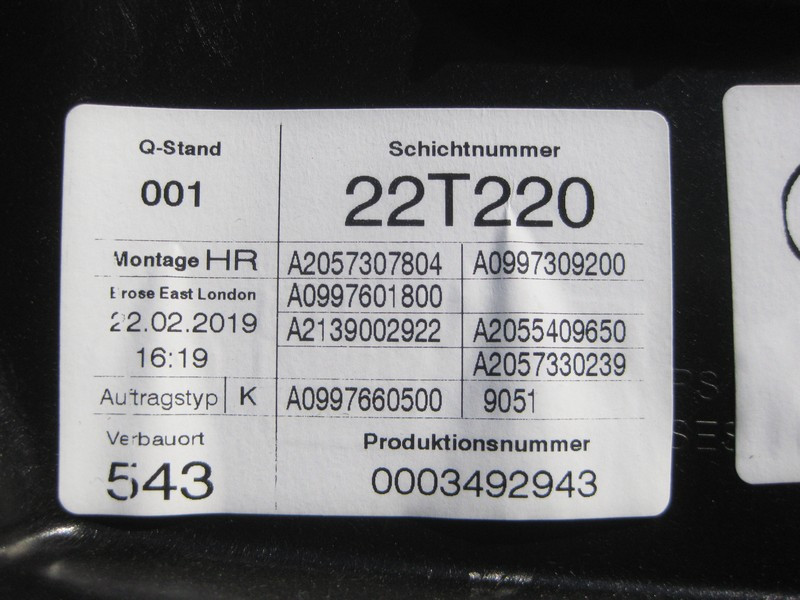 Q-Stand
001
Schichtnummer
22T220
Montage HR
A2057307804 A0997309200
Brose East London
A0997601800
22.02.2019
A2139002922 A2055409650
16:19
A2057330239
Auftragstyp K
A0997660500 9051
Verbauort
543
Produktionsnummer
0003492943